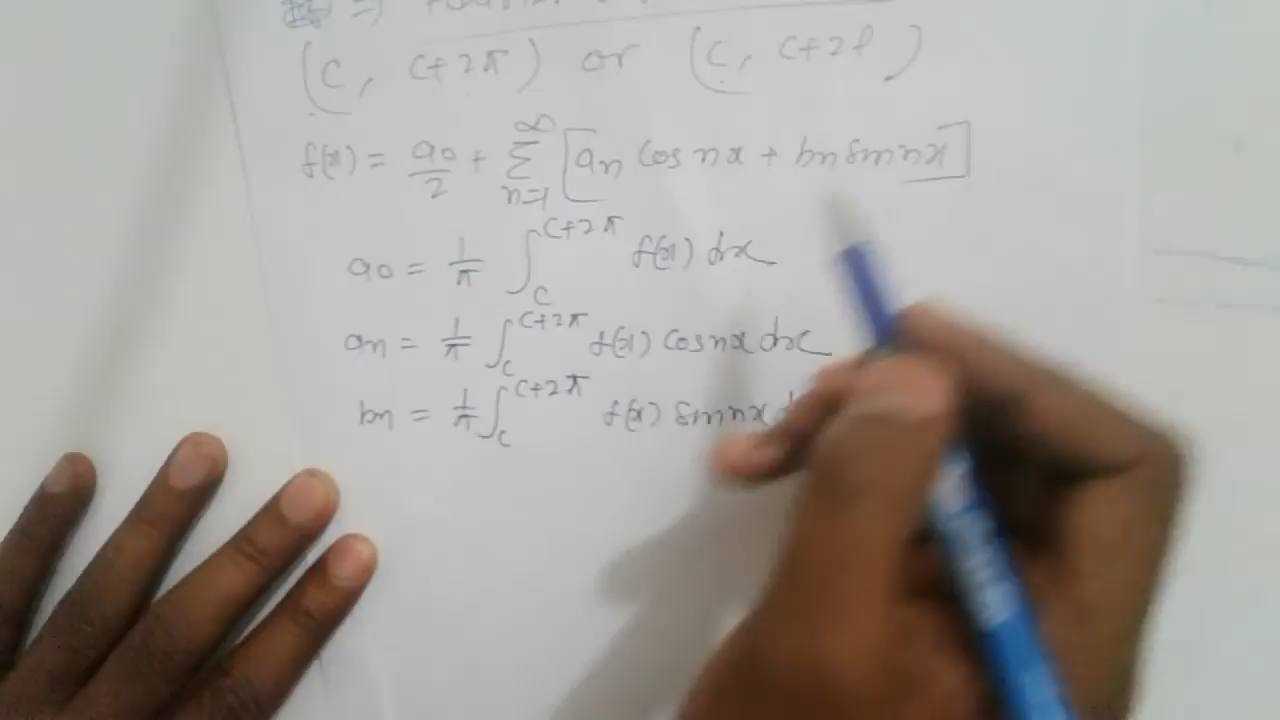 => Fourier
(c, c+2π) or (c, c+2l)
f(x) = a0/2 + ∑_{n=1}^{∞} [an cos nx + bn sin nx]
a0 = 1/π ∫_c^{c+2π} f(x) dx
an = 1/π ∫_c^{c+2π} f(x) cos nx dx
bn = 1/π ∫_c^{c+2π} f(x) sin nx d